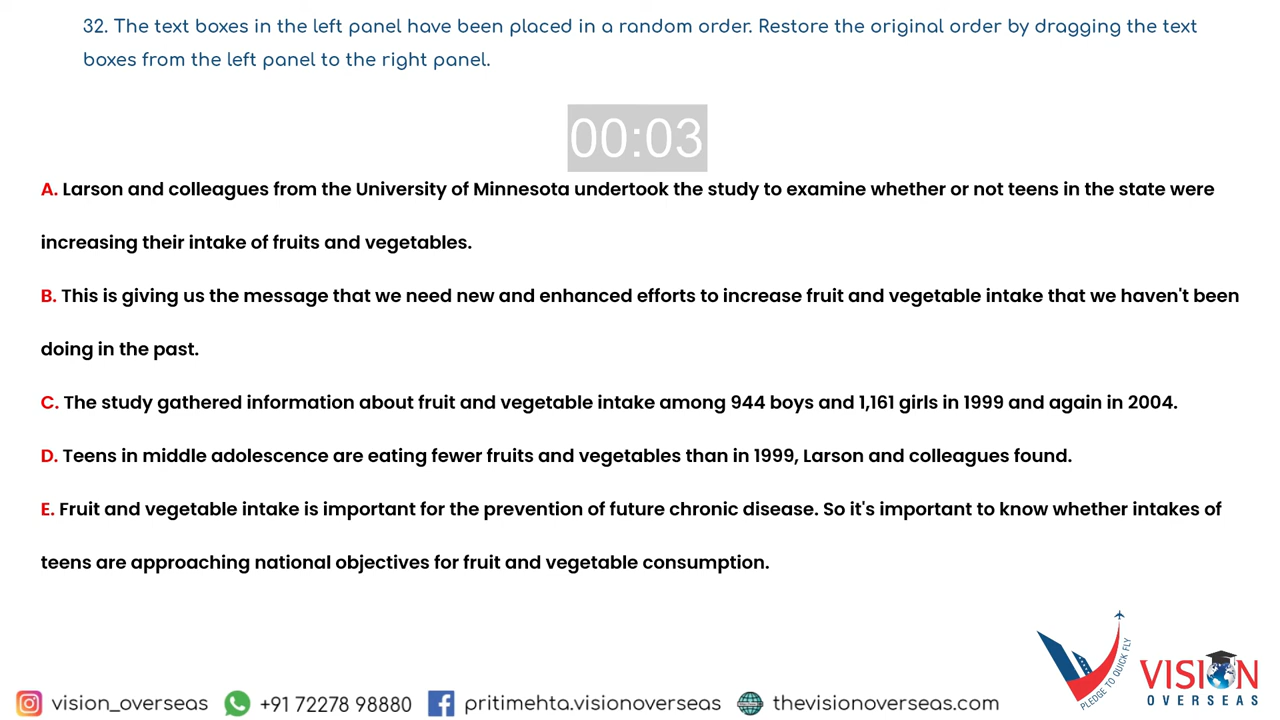 32. The text boxes in the left panel have been placed in a random order. Restore the original order by dragging the text
boxes from the left panel to the right panel.
00:03
A. Larson and colleagues from the University of Minnesota undertook the study to examine whether or not teens in the state were
increasing their intake of fruits and vegetables.
B. This is giving us the message that we need new and enhanced efforts to increase fruit and vegetable intake that we haven't been
doing in the past.
C. The study gathered information about fruit and vegetable intake among 944 boys and 1,161 girls in 1999 and again in 2004.
D. Teens in middle adolescence are eating fewer fruits and vegetables than in 1999, Larson and colleagues found.
E. Fruit and vegetable intake is important for the prevention of future chronic disease. So it's important to know whether intakes of
teens are approaching national objectives for fruit and vegetable consumption.
PLEDGE TO QUICK FLY
VISION
OVERSEAS
vision_overseas +91 72278 98880 pritimehta.visionoverseas thevisionoverseas.com